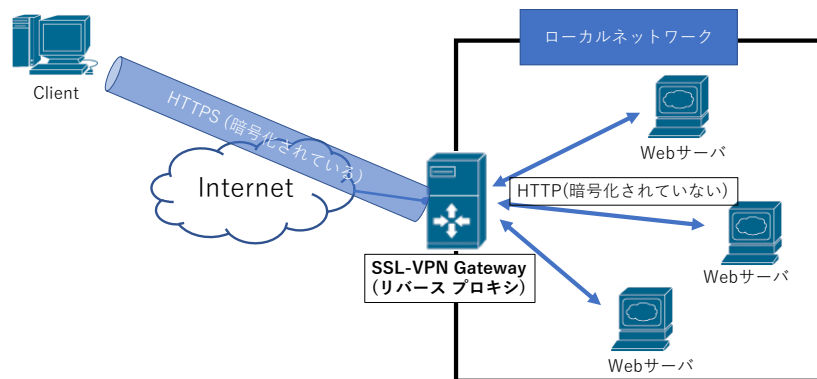 ローカルネットワーク
Client
HTTPS (暗号化されている)
Internet
Webサーバ
HTTP(暗号化されていない)
Webサーバ
SSL-VPN Gateway
(リバース プロキシ)
Webサーバ